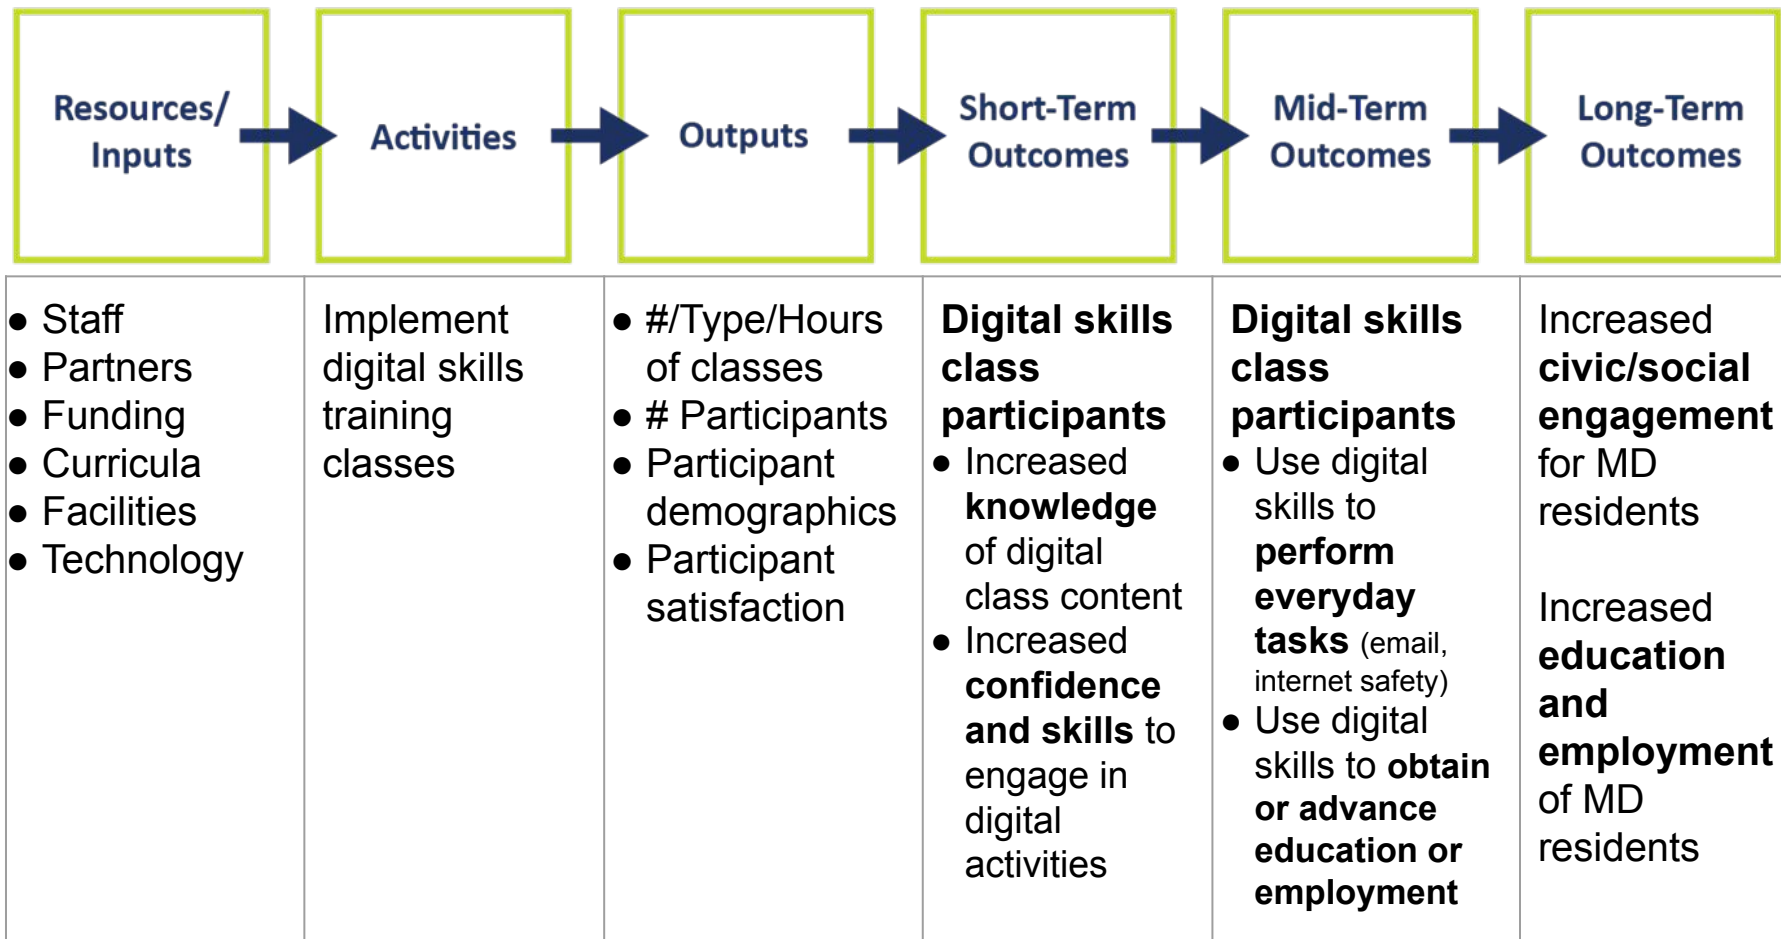 Resources/
Inputs
Activities
Outputs
Short-Term
Outcomes
Mid-Term
Outcomes
Long-Term
Outcomes
● Staff
● Partners
● Funding
● Curricula
● Facilities
● Technology
Implement
digital skills
training
classes
● #/Type/Hours
of classes
● # Participants
● Participant
demographics
● Participant
satisfaction
Digital skills
class
participants
● Increased
knowledge
of digital
class content
● Increased
confidence
and skills to
engage in
digital
activities
Digital skills
class
participants
● Use digital
skills to
perform
everyday
tasks (email,
internet safety)
● Use digital
skills to obtain
or advance
education or
employment
Increased
civic/social
engagement
for MD
residents
Increased
education
and
employment
of MD
residents